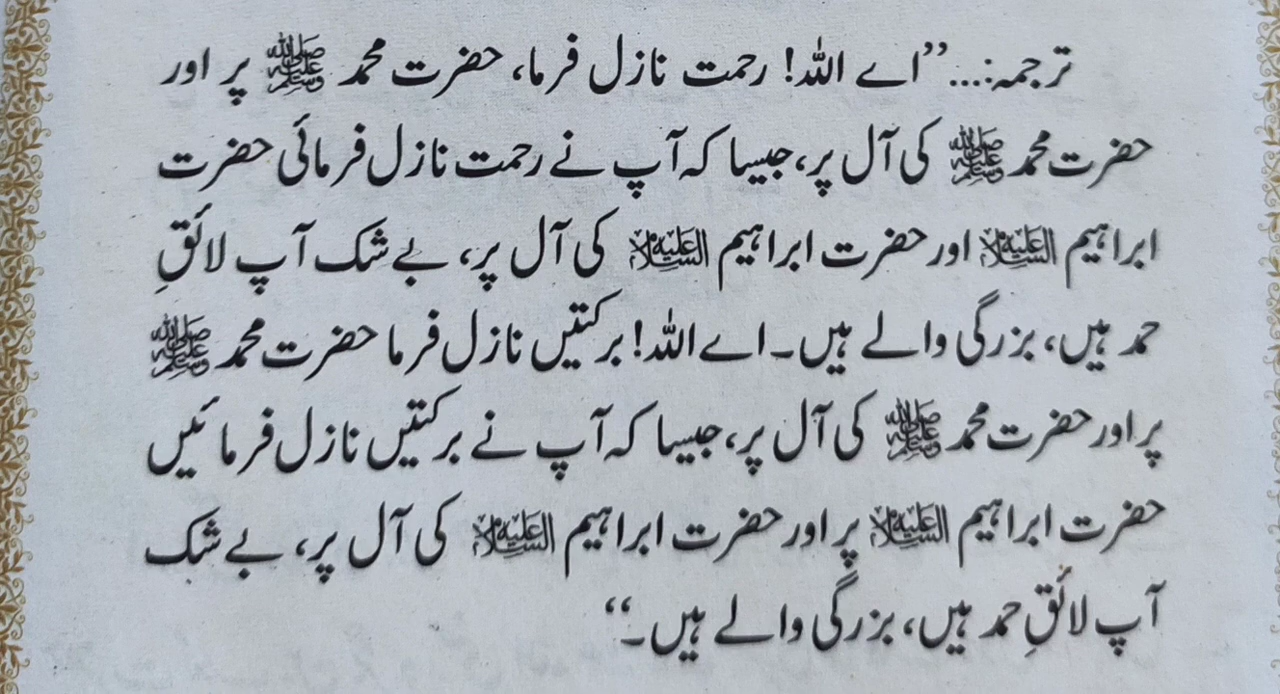 ترجمہ:...’’اے اللہ! رحمت نازل فرما، حضرت محمد ﷺ پر اور
حضرت محمد ﷺ کی آل پر، جیسا کہ آپ نے رحمت نازل فرمائی حضرت
ابراہیم علیہ السلام اور حضرت ابراہیم علیہ السلام کی آل پر، بے شک آپ لائقِ
حمد ہیں، بزرگی والے ہیں۔ اے اللہ! برکتیں نازل فرما حضرت محمد ﷺ
پر اور حضرت محمد ﷺ کی آل پر، جیسا کہ آپ نے برکتیں نازل فرمائیں
حضرت ابراہیم علیہ السلام پر اور حضرت ابراہیم علیہ السلام کی آل پر، بے شک
آپ لائقِ حمد ہیں، بزرگی والے ہیں۔‘‘